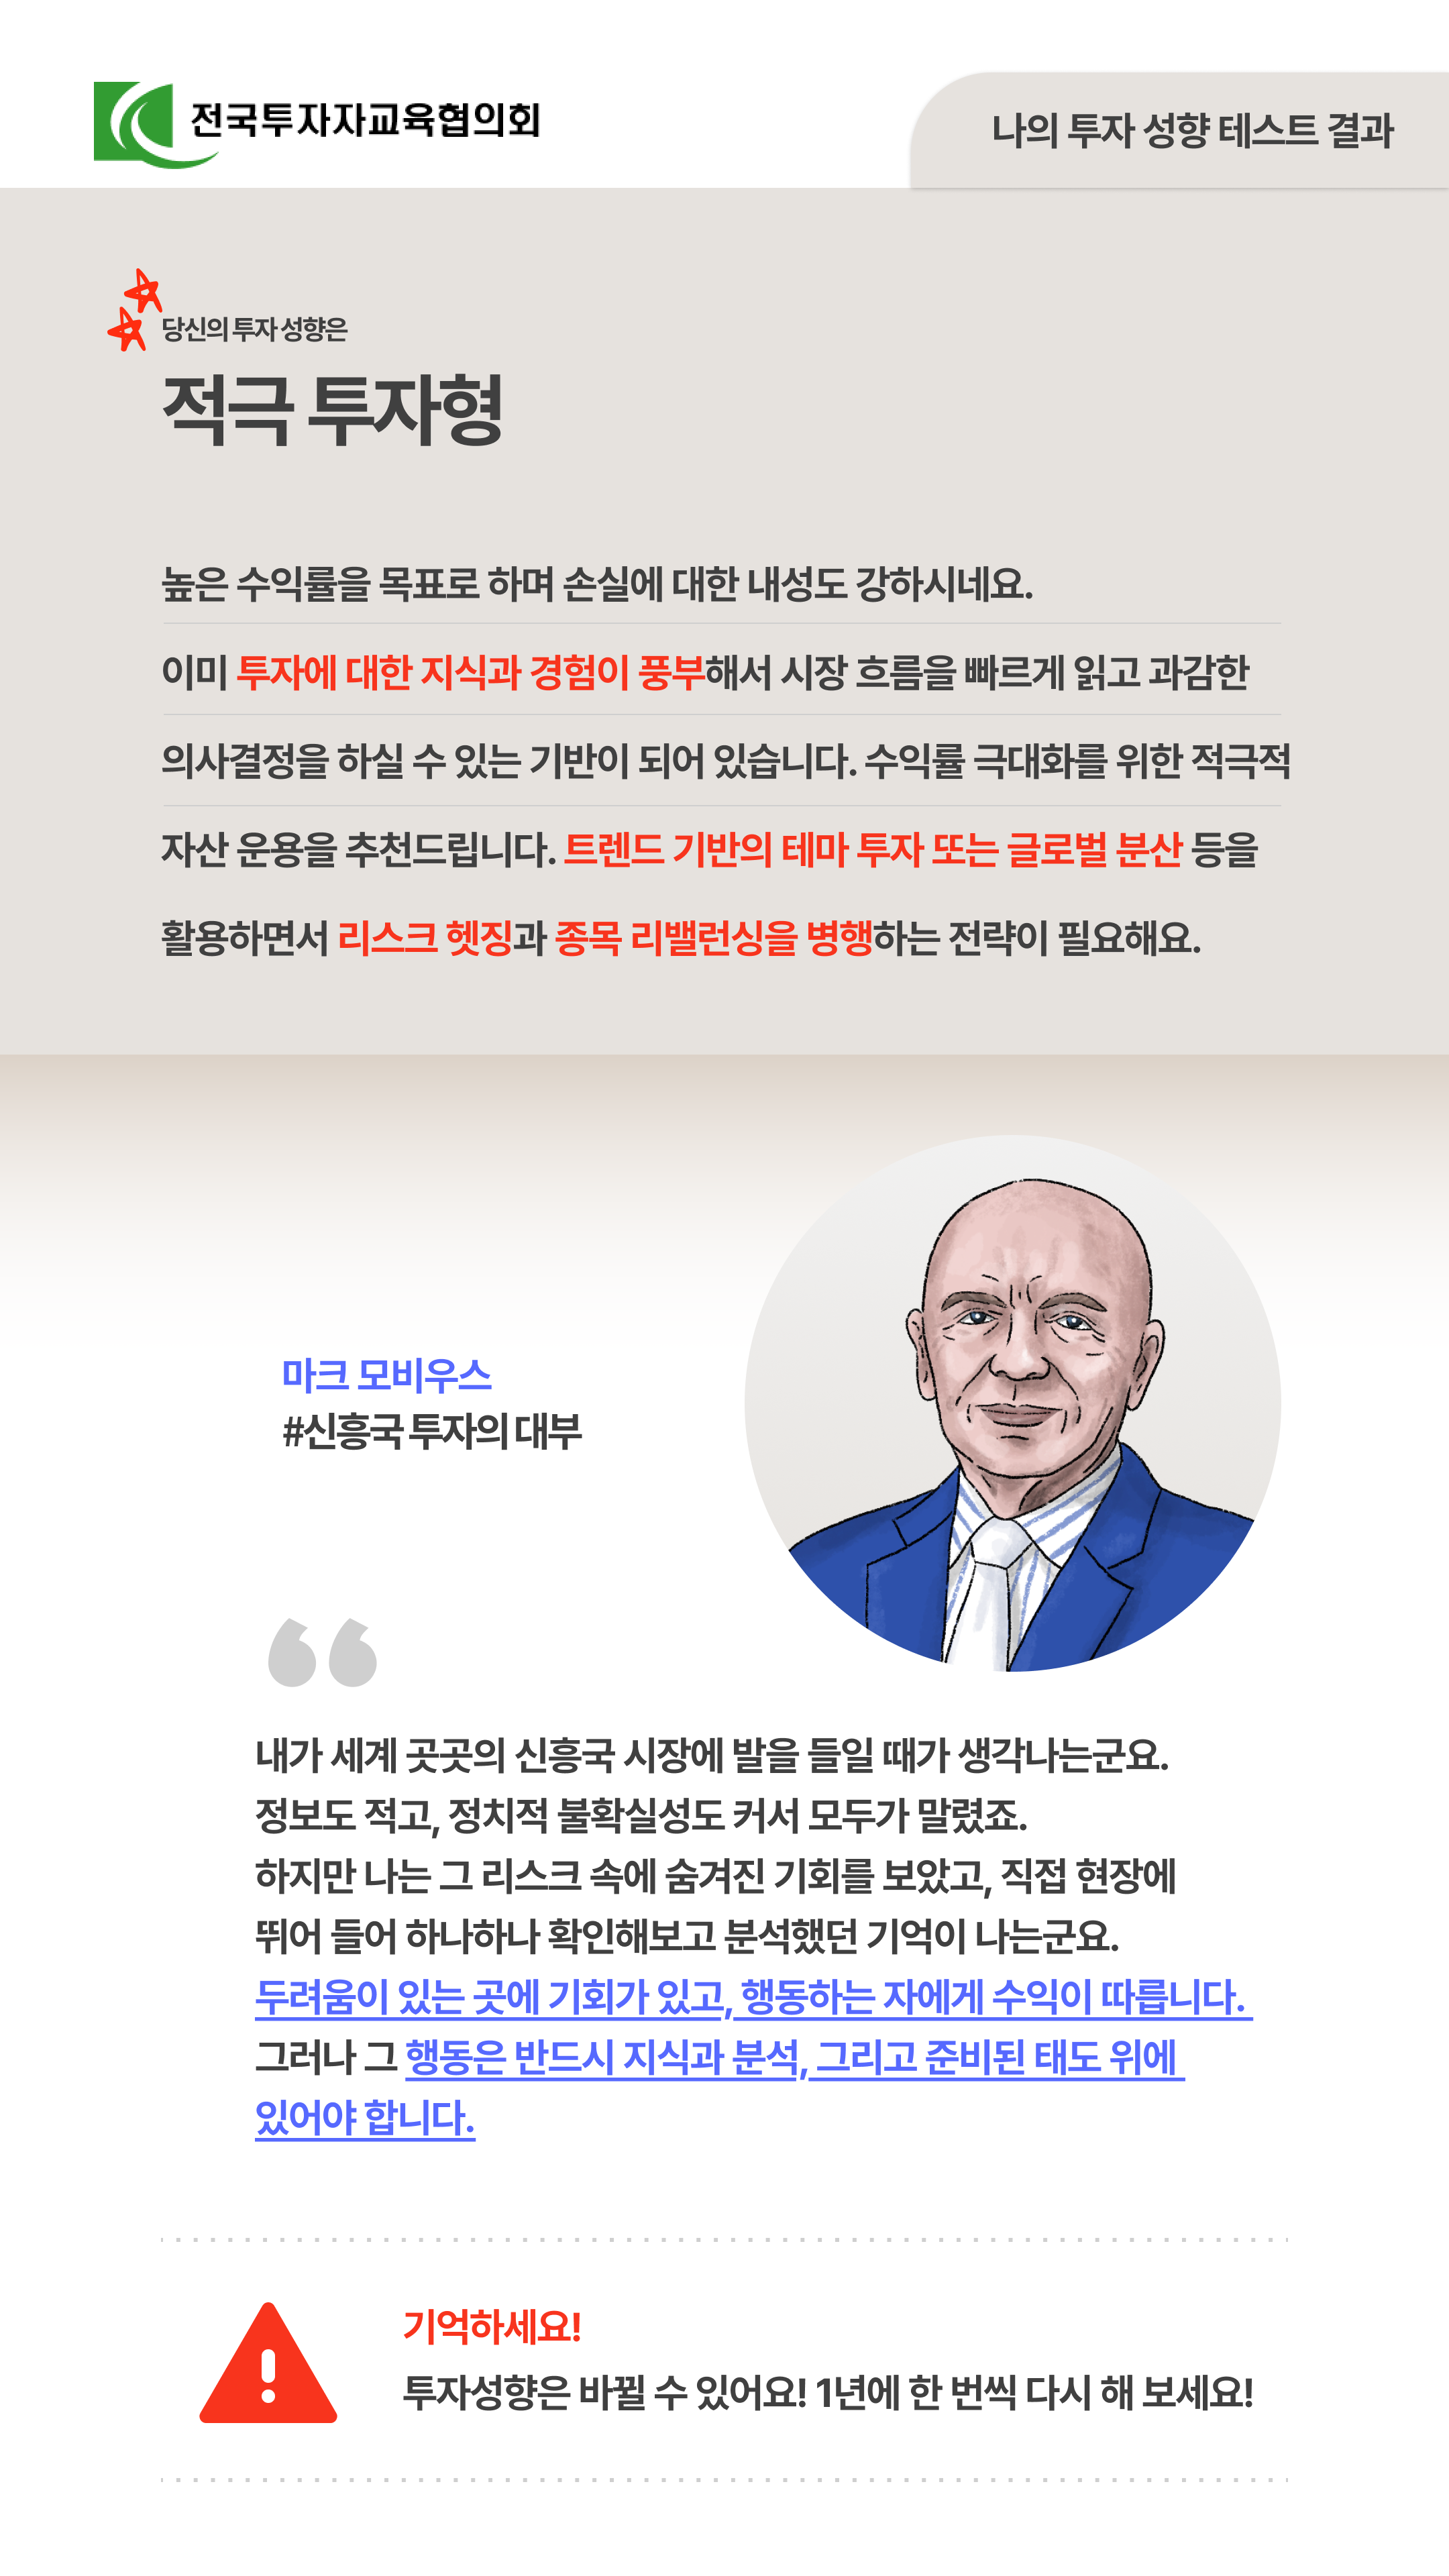 전국투자자교육협의회
나의 투자 성향 테스트 결과
당신의 투자 성향은
적극 투자형
높은 수익률을 목표로 하며 손실에 대한 내성도 강하시네요.
이미 투자에 대한 지식과 경험이 풍부해서 시장 흐름을 빠르게 읽고 과감한
의사결정을 하실 수 있는 기반이 되어 있습니다. 수익률 극대화를 위한 적극적
자산 운용을 추천드립니다. 트렌드 기반의 테마 투자 또는 글로벌 분산 등을
활용하면서 리스크 헷징과 종목 리밸런싱을 병행하는 전략이 필요해요.
마크 모비우스
#신흥국 투자의 대부
“
내가 세계 곳곳의 신흥국 시장에 발을 들일 때가 생각나는군요.
정보도 적고, 정치적 불확실성도 커서 모두가 말렸죠.
하지만 나는 그 리스크 속에 숨겨진 기회를 보았고, 직접 현장에
뛰어 들어 하나하나 확인해보고 분석했던 기억이 나는군요.
두려움이 있는 곳에 기회가 있고, 행동하는 자에게 수익이 따릅니다.
그러나 그 행동은 반드시 지식과 분석, 그리고 준비된 태도 위에
있어야 합니다.
기억하세요!
투자성향은 바뀔 수 있어요! 1년에 한 번씩 다시 해 보세요!